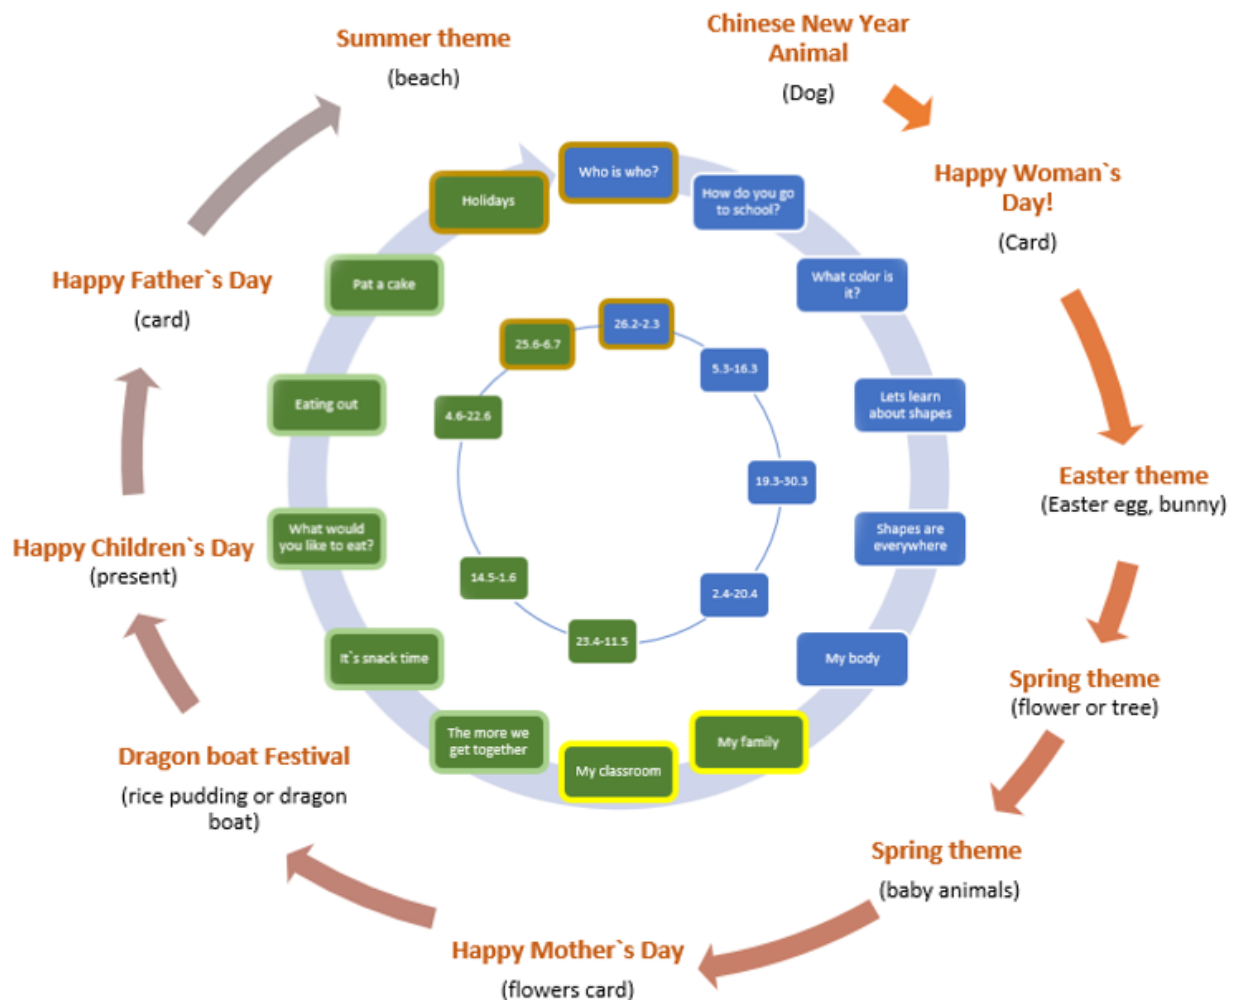 Summer theme
(beach)
Chinese New Year
Animal
(Dog)
Happy Woman`s
Day!
(Card)
Easter theme
(Easter egg, bunny)
Spring theme
(flower or tree)
Spring theme
(baby animals)
Happy Mother`s Day
(flowers card)
Dragon boat Festival
(rice pudding or dragon
boat)
Happy Children`s Day
(present)
Happy Father`s Day
(card)
Who is who?
How do you go
to school?
What color is
it?
Lets learn
about shapes
Shapes are
everywhere
My body
My family
My classroom
The more we
get together
It`s snack time
What would
you like to eat?
Eating out
Pat a cake
Holidays
26.2-2.3
5.3-16.3
19.3-30.3
2.4-20.4
23.4-11.5
14.5-1.6
4.6-22.6
25.6-6.7